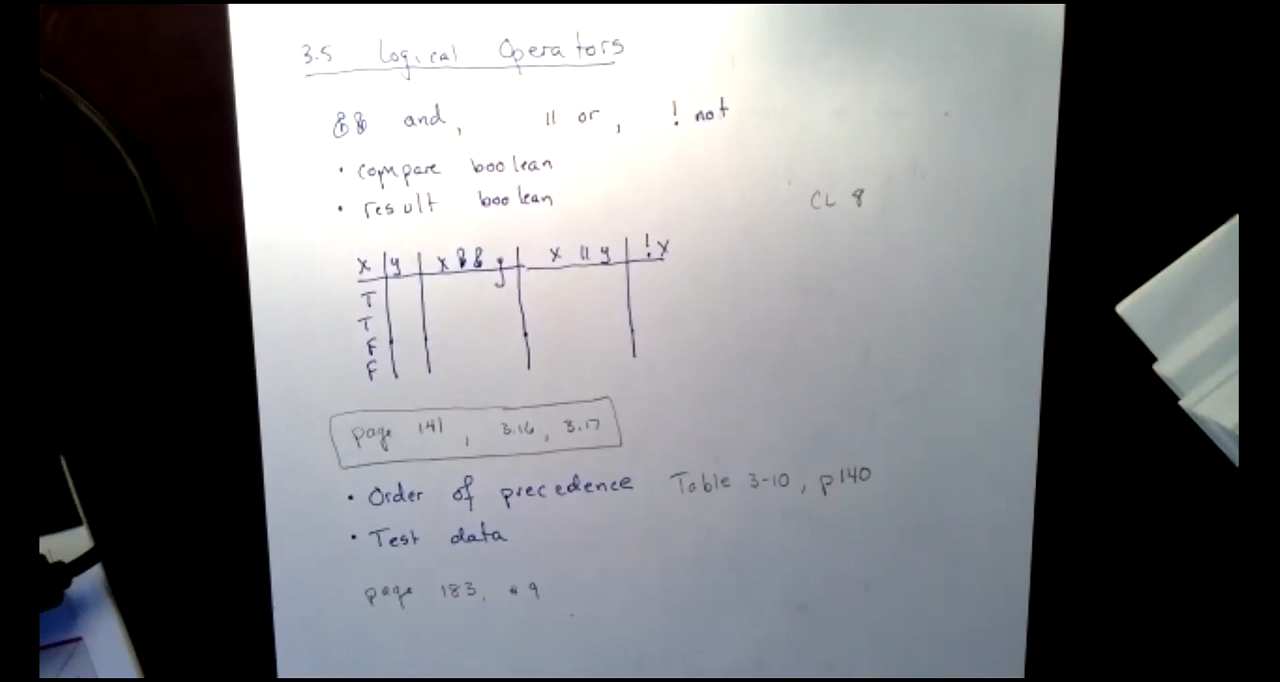 3.5 Logical Operators
&& and, || or, ! not
• compare boolean
• result boolean
CL 8
x y x && y x || y !x
T
T
F
F
page 141, 3.16, 3.17
• Order of precedence Table 3-10, p140
• Test data
page 183, #9